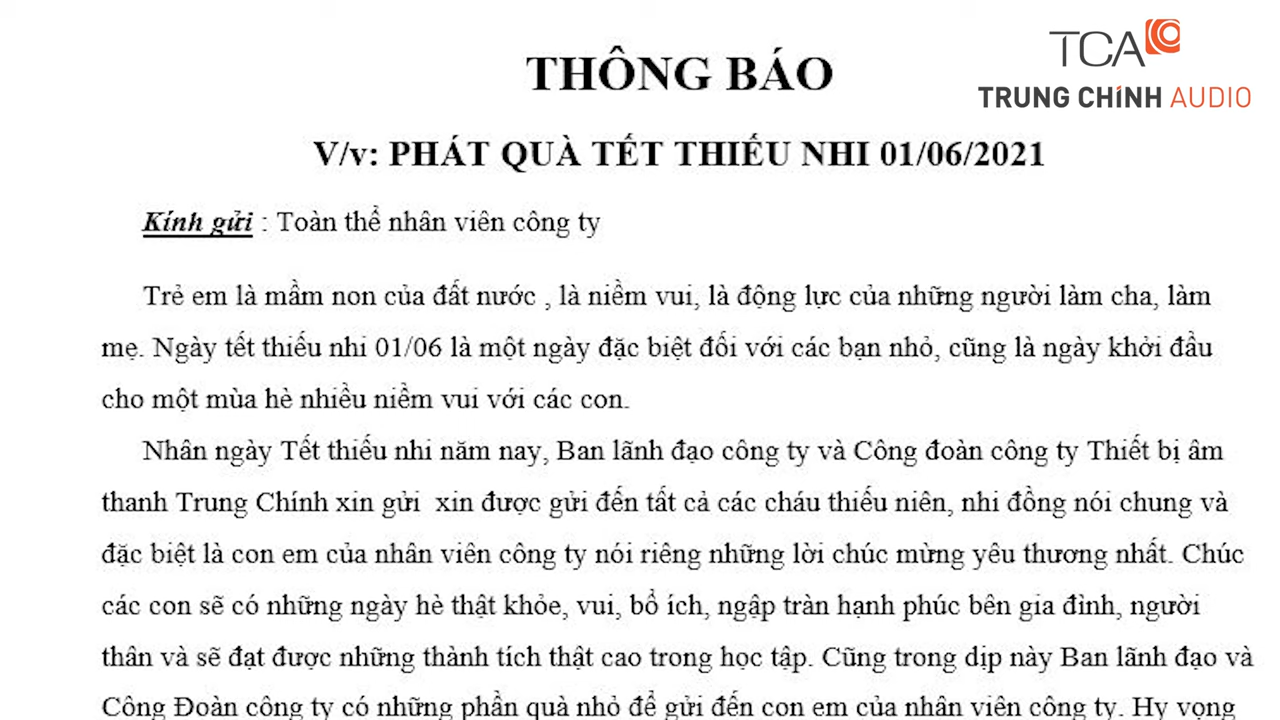 TCA
TRUNG CHÍNH AUDIO
THÔNG BÁO
V/v: PHÁT QUÀ TẾT THIẾU NHI 01/06/2021
Kính gửi : Toàn thể nhân viên công ty
Trẻ em là mầm non của đất nước , là niềm vui, là động lực của những người làm cha, làm
mẹ. Ngày tết thiếu nhi 01/06 là một ngày đặc biệt đối với các bạn nhỏ, cũng là ngày khởi đầu
cho một mùa hè nhiều niềm vui với các con.
Nhân ngày Tết thiếu nhi năm nay, Ban lãnh đạo công ty và Công đoàn công ty Thiết bị âm
thanh Trung Chính xin gửi  xin được gửi đến tất cả các cháu thiếu niên, nhi đồng nói chung và
đặc biệt là con em của nhân viên công ty nói riêng những lời chúc mừng yêu thương nhất. Chúc
các con sẽ có những ngày hè thật khỏe, vui, bổ ích, ngập tràn hạnh phúc bên gia đình, người
thân và sẽ đạt được những thành tích thật cao trong học tập. Cũng trong dịp này Ban lãnh đạo và
Công Đoàn công ty có những phần quà nhỏ để gửi đến con em của nhân viên công ty. Hy vọng